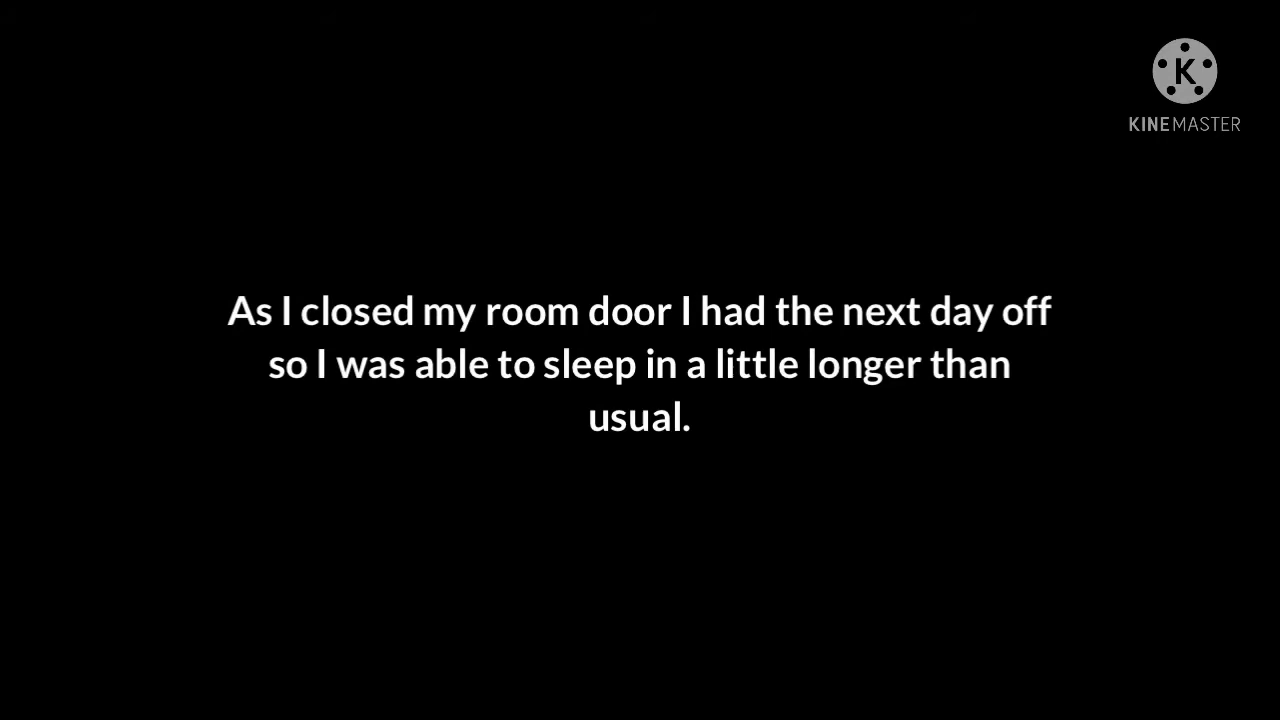 K
KINEMASTER
As I closed my room door I had the next day off
so I was able to sleep in a little longer than
usual.